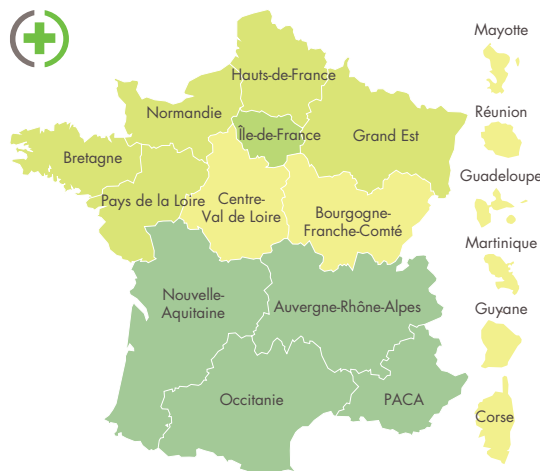 Mayotte
Hauts-de-France
Normandie
Réunion
Île-de-France
Grand Est
Bretagne
Guadeloupe
Pays de la Loire
Centre-
Val de Loire
Bourgogne-
Franche-Comté
Martinique
Nouvelle-
Aquitaine
Auvergne-Rhône-Alpes
Guyane
Occitanie
PACA
Corse